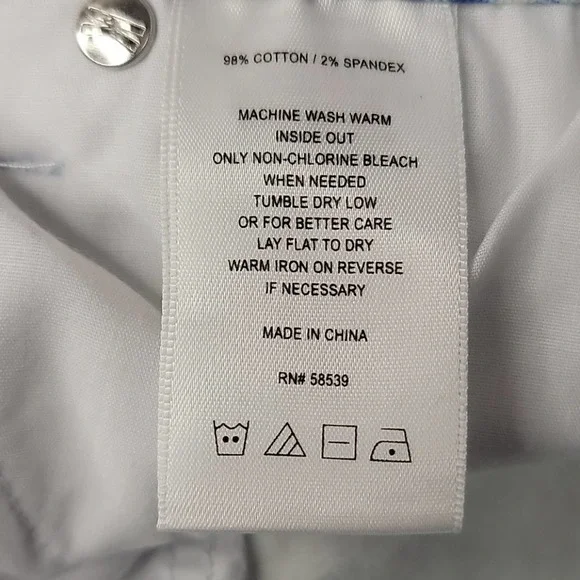 98% COTTON / 2% SPANDEX
MACHINE WASH WARM
INSIDE OUT
ONLY NON-CHLORINE BLEACH
WHEN NEEDED
TUMBLE DRY LOW
OR FOR BETTER CARE
LAY FLAT TO DRY
WARM IRON ON REVERSE
IF NECESSARY
MADE IN CHINA
RN# 58539